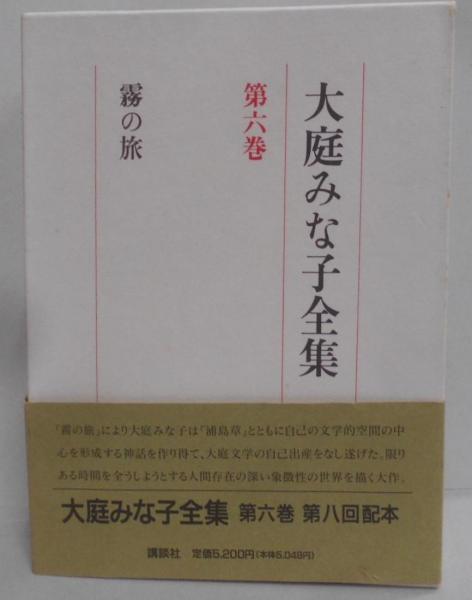 大庭みな子全集
第六巻
霧の旅
「霧の旅」により大庭みな子は「浦島草」とともに自己の文学的空間の中
心を形成する神話を作り得て、大庭文学の自己出産をなし遂げた。限り
ある時間を全うしようとする人間存在の深い象徴性の世界を描く大作。
大庭みな子全集 第六巻 第八回配本
講談社 定価5,200円(本体5,049円)